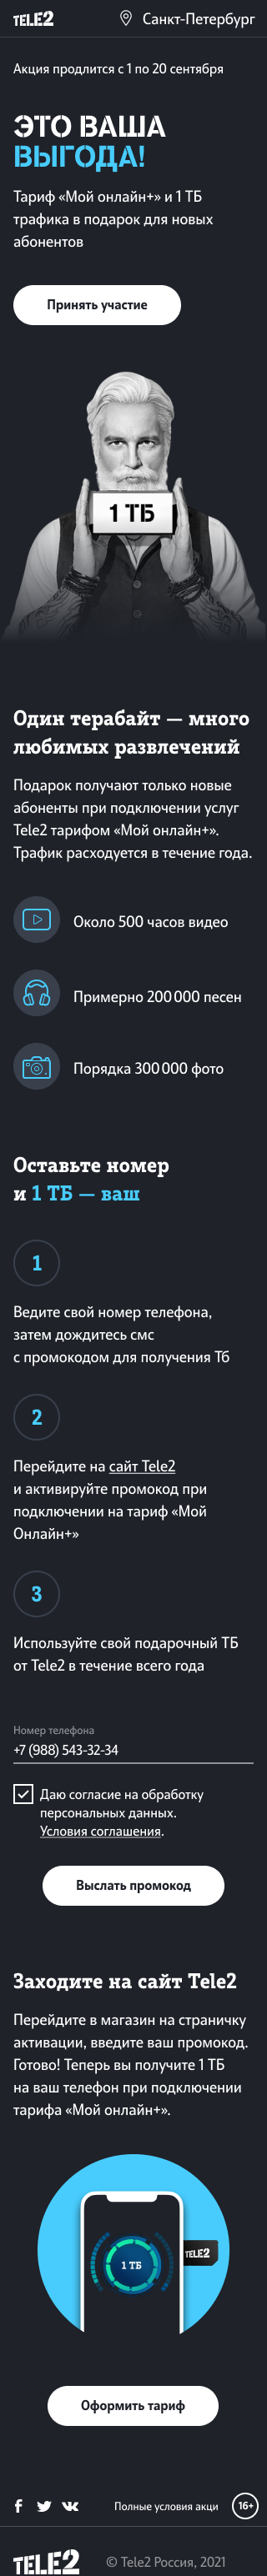 TELE2 Санкт-Петербург
Акция продлится с 1 по 20 сентября
ЭТО ВАША
ВЫГОДА!
Тариф «Мой онлайн+» и 1 ТБ
трафика в подарок для новых
абонентов
Принять участие
1 ТБ
Один терабайт — много
любимых развлечений
Подарок получают только новые
абоненты при подключении услуг
Tele2 тарифом «Мой онлайн+».
Трафик расходуется в течение года.
Около 500 часов видео
Примерно 200 000 песен
Порядка 300 000 фото
Оставьте номер
и 1 ТБ — ваш
1
Ведите свой номер телефона,
затем дождитесь смс
с промокодом для получения Тб
2
Перейдите на сайт Tele2
и активируйте промокод при
подключении на тариф «Мой
Онлайн+»
3
Используйте свой подарочный ТБ
от Tele2 в течение всего года
Номер телефона
+7 (988) 543-32-34
Даю согласие на обработку
персональных данных.
Условия соглашения.
Выслать промокод
Заходите на сайт Tele2
Перейдите в магазин на страничку
активации, введите ваш промокод.
Готово! Теперь вы получите 1 ТБ
на ваш телефон при подключении
тарифа «Мой онлайн+».
TELE2
1 ТБ
Оформить тариф
Полные условия акци 16+
TELE2 © Tele2 Россия, 2021